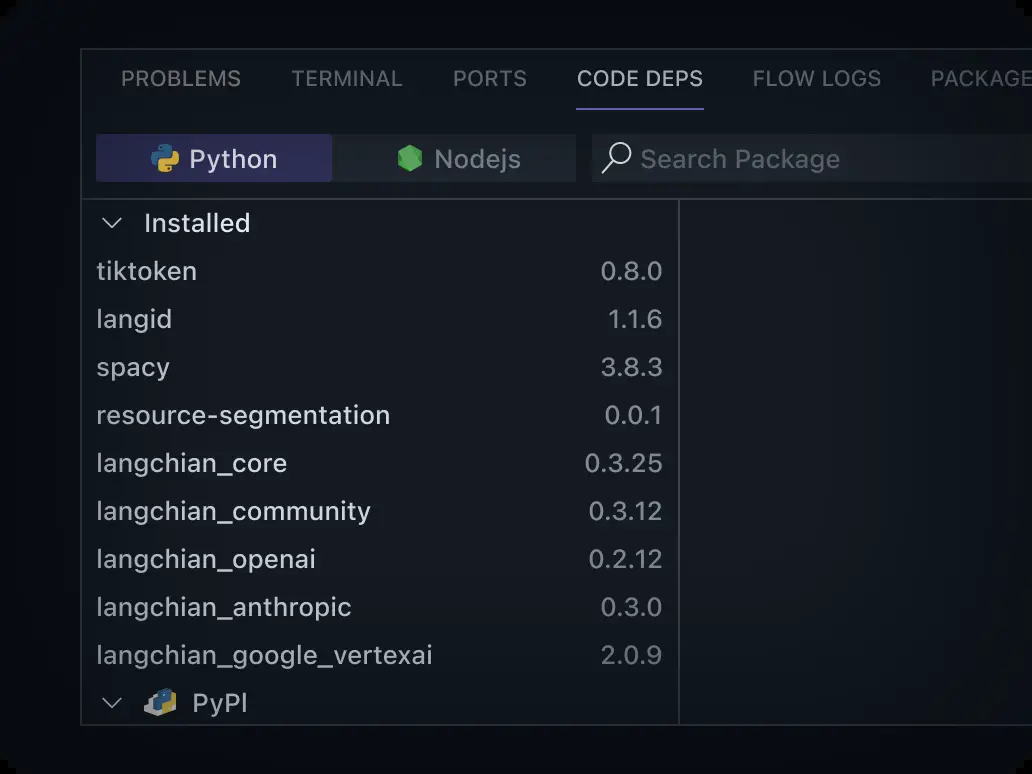 PROBLEMS TERMINAL PORTS CODE DEPS FLOW LOGS PACKAGE
Python Nodejs Search Package
Installed
tiktoken 0.8.0
langid 1.1.6
spacy 3.8.3
resource-segmentation 0.0.1
langchian_core 0.3.25
langchian_community 0.3.12
langchian_openai 0.2.12
langchian_anthropic 0.3.0
langchian_google_vertexai 2.0.9
PyPl